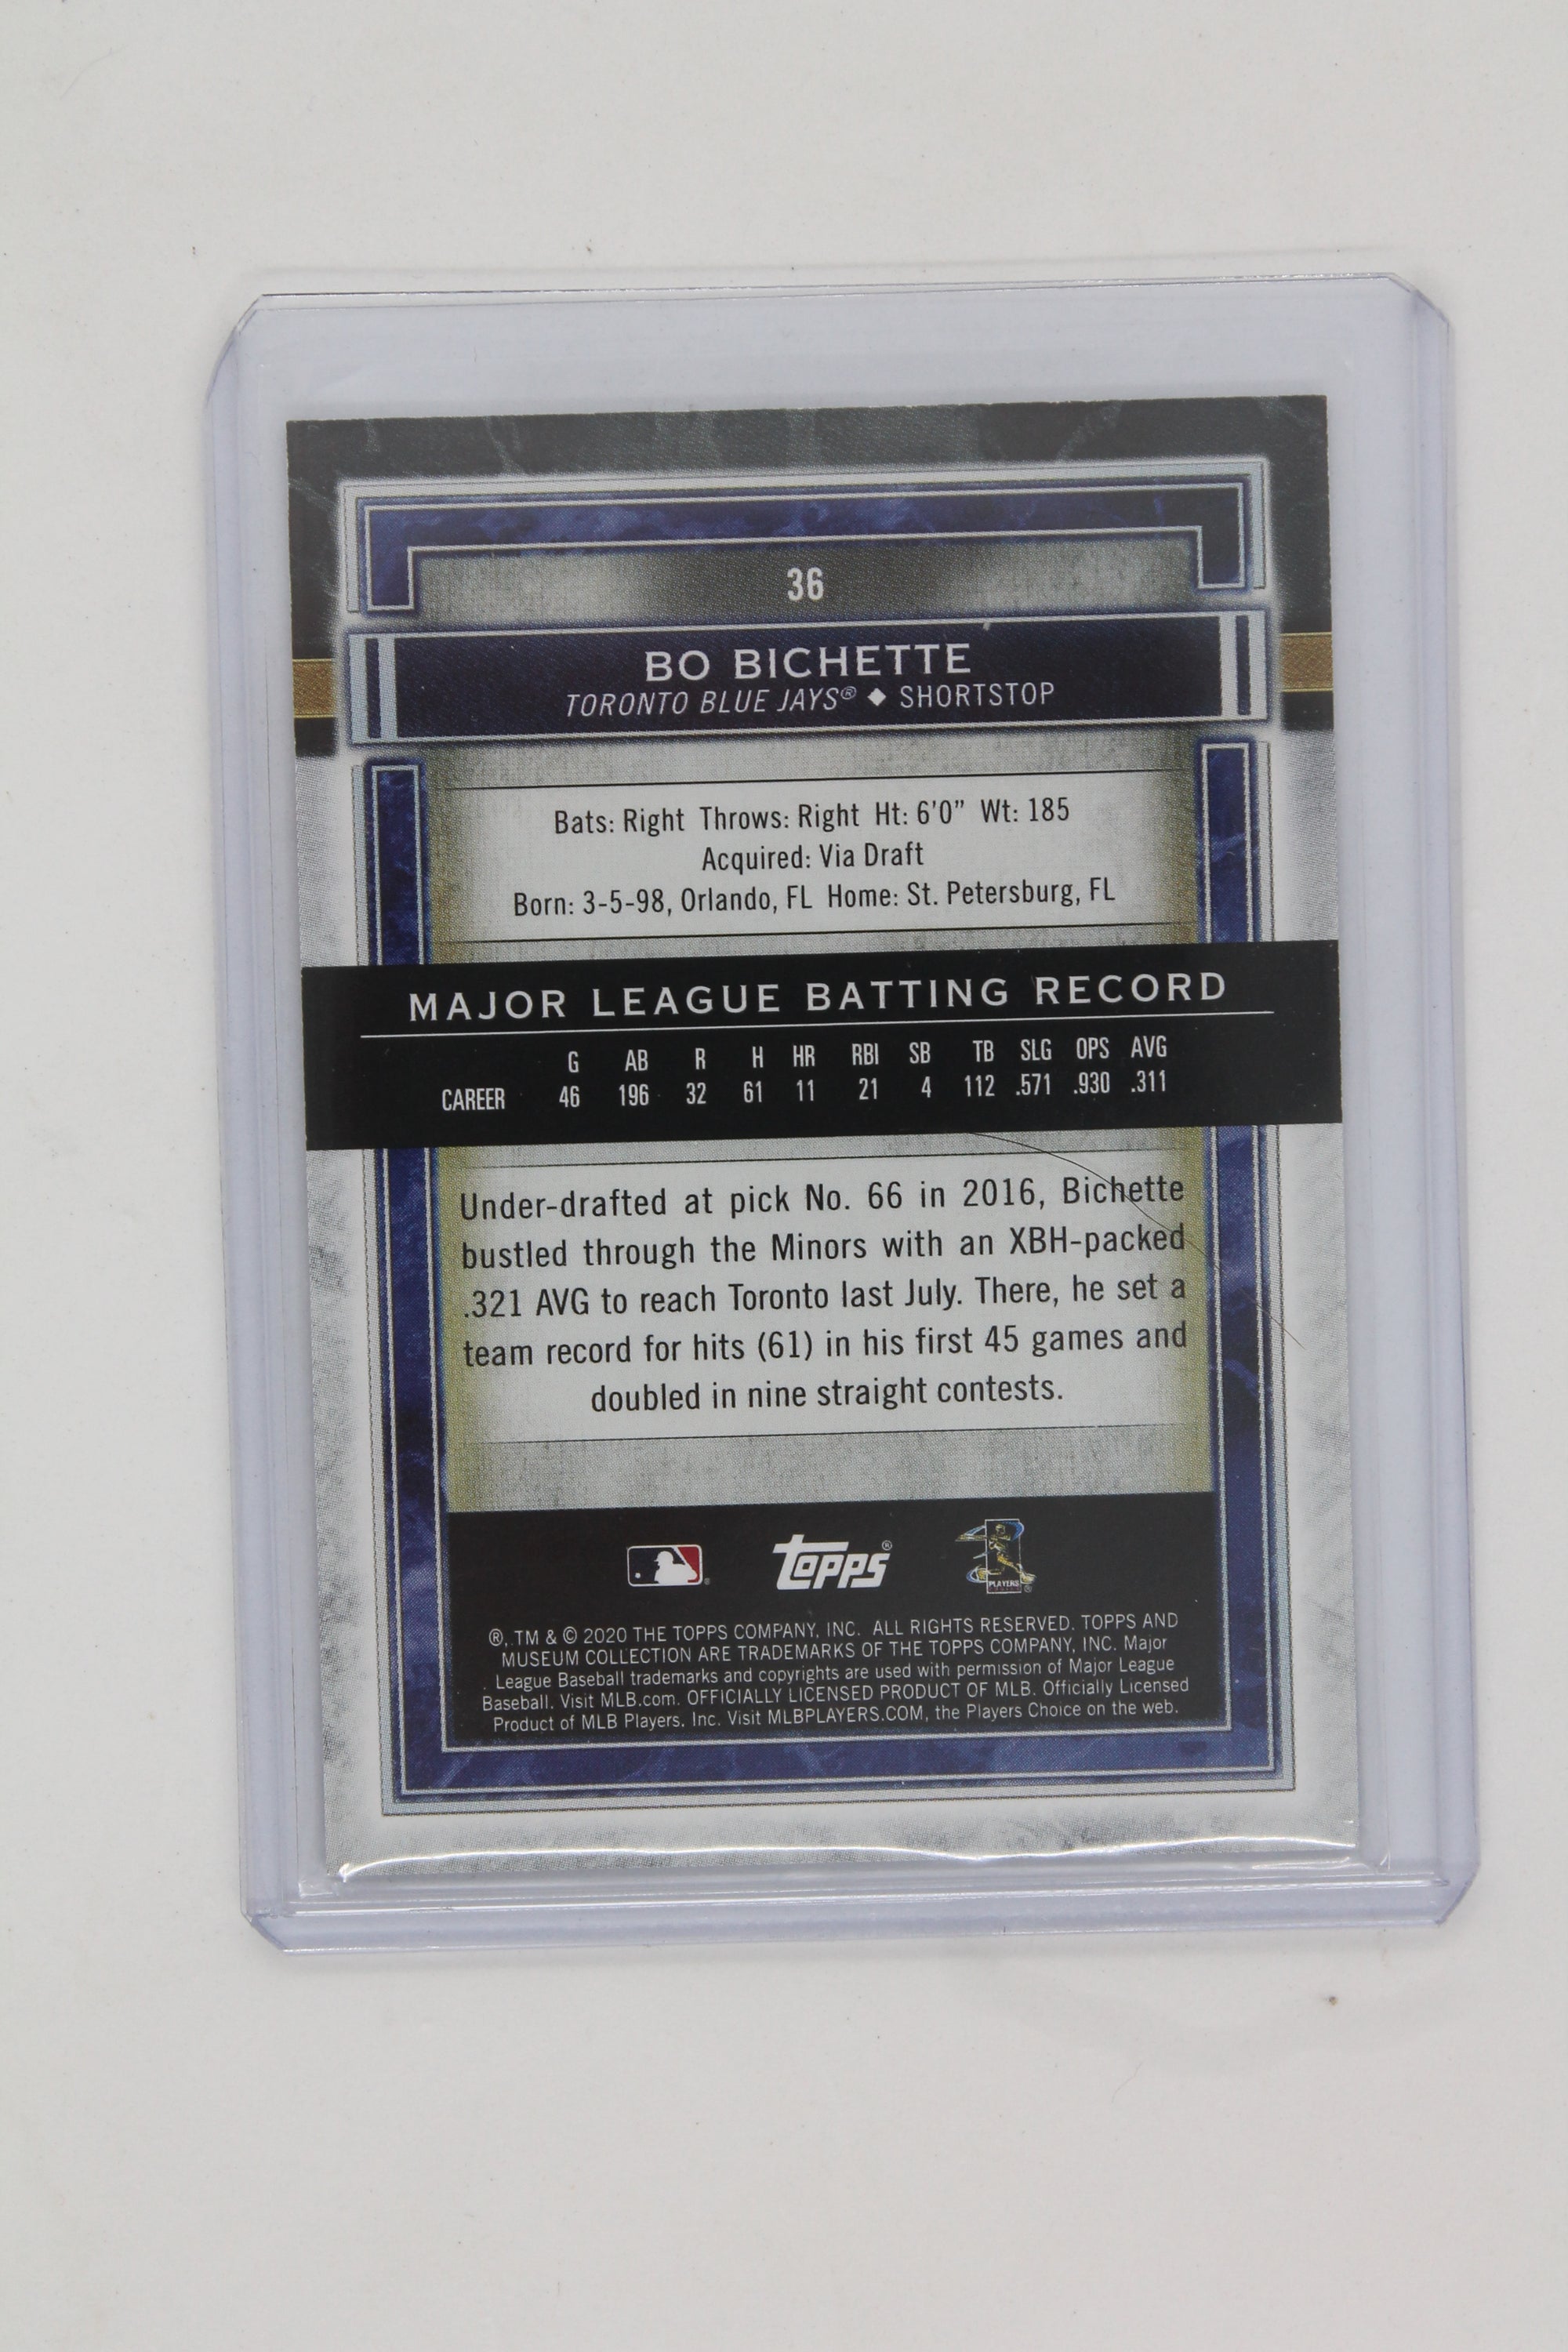 36
BO BICHETTE
TORONTO BLUE JAYS® ◆ SHORTSTOP
Bats: Right Throws: Right Ht: 6'0" Wt: 185
Acquired: Via Draft
Born: 3-5-98, Orlando, FL Home: St. Petersburg, FL
MAJOR LEAGUE BATTING RECORD
G AB R H HR RBI SB TB SLG OPS AVG
CAREER 46 196 32 61 11 21 4 112 .571 .930 .311
Under-drafted at pick No. 66 in 2016, Bichette
bustled through the Minors with an XBH-packed
.321 AVG to reach Toronto last July. There, he set a
team record for hits (61) in his first 45 games and
doubled in nine straight contests.
topps®
PLAYERS
®, TM & © 2020 THE TOPPS COMPANY, INC. ALL RIGHTS RESERVED. TOPPS AND
MUSEUM COLLECTION ARE TRADEMARKS OF THE TOPPS COMPANY, INC. Major
League Baseball trademarks and copyrights are used with permission of Major League
Baseball. Visit MLB.com. OFFICIALLY LICENSED PRODUCT OF MLB. Officially Licensed
Product of MLB Players, Inc. Visit MLBPLAYERS.COM, the Players Choice on the web.